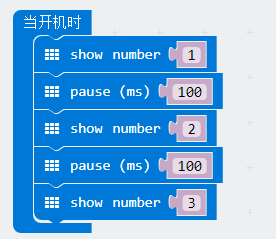 当开机时
show number 1
pause (ms) 100
show number 2
pause (ms) 100
show number 3